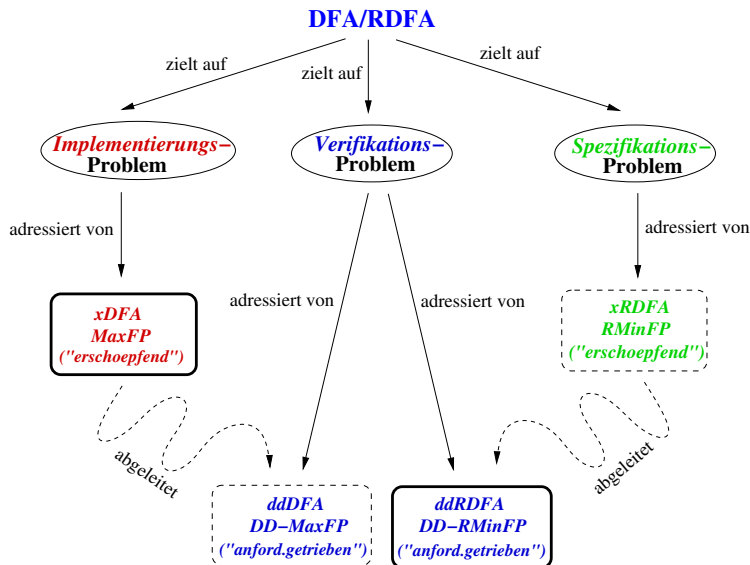 DFA/RDFA
zielt auf
zielt auf
zielt auf
Implementierungs–
Problem
Verifikations–
Problem
Spezifikations–
Problem
adressiert von
adressiert von
adressiert von
adressiert von
xDFA
MaxFP
("erschoepfend")
xRDFA
RMinFP
("erschoepfend")
abgeleitet
abgeleitet
ddDFA
DD–MaxFP
("anford.getrieben")
ddRDFA
DD–RMinFP
("anford.getrieben")